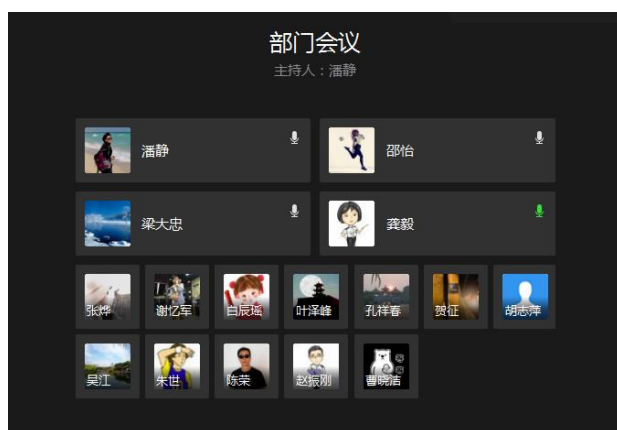 部门会议
主持人：潘静
潘静
邵怡
梁大忠
龚毅
张烨
谢忆军
白辰瑶
叶泽峰
孔祥春
贺征
胡志萍
吴江
朱世
陈荣
赵振刚
曹晓洁